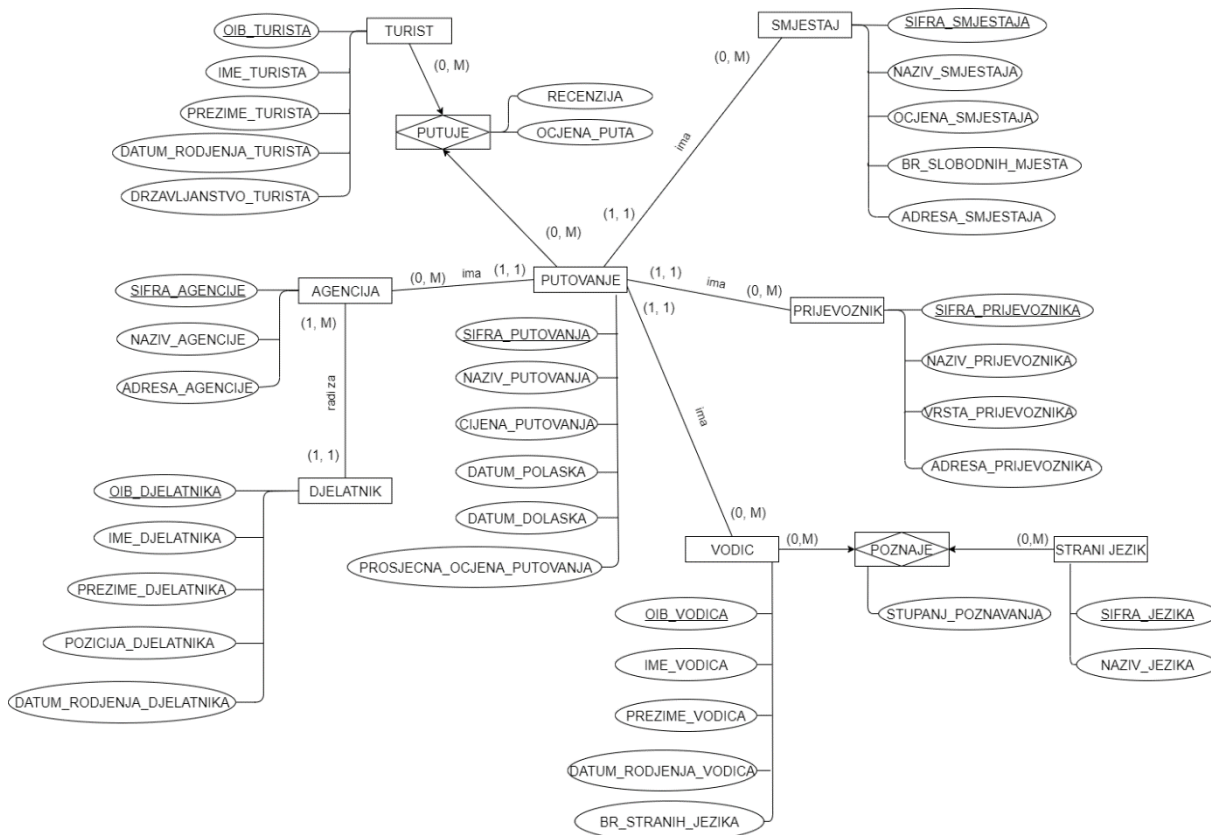 OIB_TURISTA
TURIST
IME_TURISTA
PREZIME_TURISTA
DATUM_RODJENJA_TURISTA
DRZAVLJANSTVO_TURISTA
(0, M)
PUTUJE
RECENZIJA
OCJENA_PUTA
(0, M)
SMJESTAJ
SIFRA_SMJESTAJA
NAZIV_SMJESTAJA
OCJENA_SMJESTAJA
BR_SLOBODNIH_MJESTA
ADRESA_SMJESTAJA
(0, M)
ima
(1, 1)
SIFRA_AGENCIJE
AGENCIJA
NAZIV_AGENCIJE
ADRESA_AGENCIJE
(0, M)
ima
(1, 1)
PUTOVANJE
(1, 1)
ima
(0, M)
PRIJEVOZNIK
SIFRA_PRIJEVOZNIKA
NAZIV_PRIJEVOZNIKA
VRSTA_PRIJEVOZNIKA
ADRESA_PRIJEVOZNIKA
(1, 1)
SIFRA_PUTOVANJA
NAZIV_PUTOVANJA
CIJENA_PUTOVANJA
DATUM_POLASKA
DATUM_DOLASKA
PROSJECNA_OCJENA_PUTOVANJA
(1, M)
radi za
(1, 1)
OIB_DJELATNIKA
DJELATNIK
IME_DJELATNIKA
PREZIME_DJELATNIKA
POZICIJA_DJELATNIKA
DATUM_RODJENJA_DJELATNIKA
ima
(0, M)
VODIC
(0,M)
POZNAJE
(0,M)
STRANI JEZIK
OIB_VODICA
IME_VODICA
PREZIME_VODICA
DATUM_RODJENJA_VODICA
BR_STRANIH_JEZIKA
STUPANJ_POZNAVANJA
SIFRA_JEZIKA
NAZIV_JEZIKA